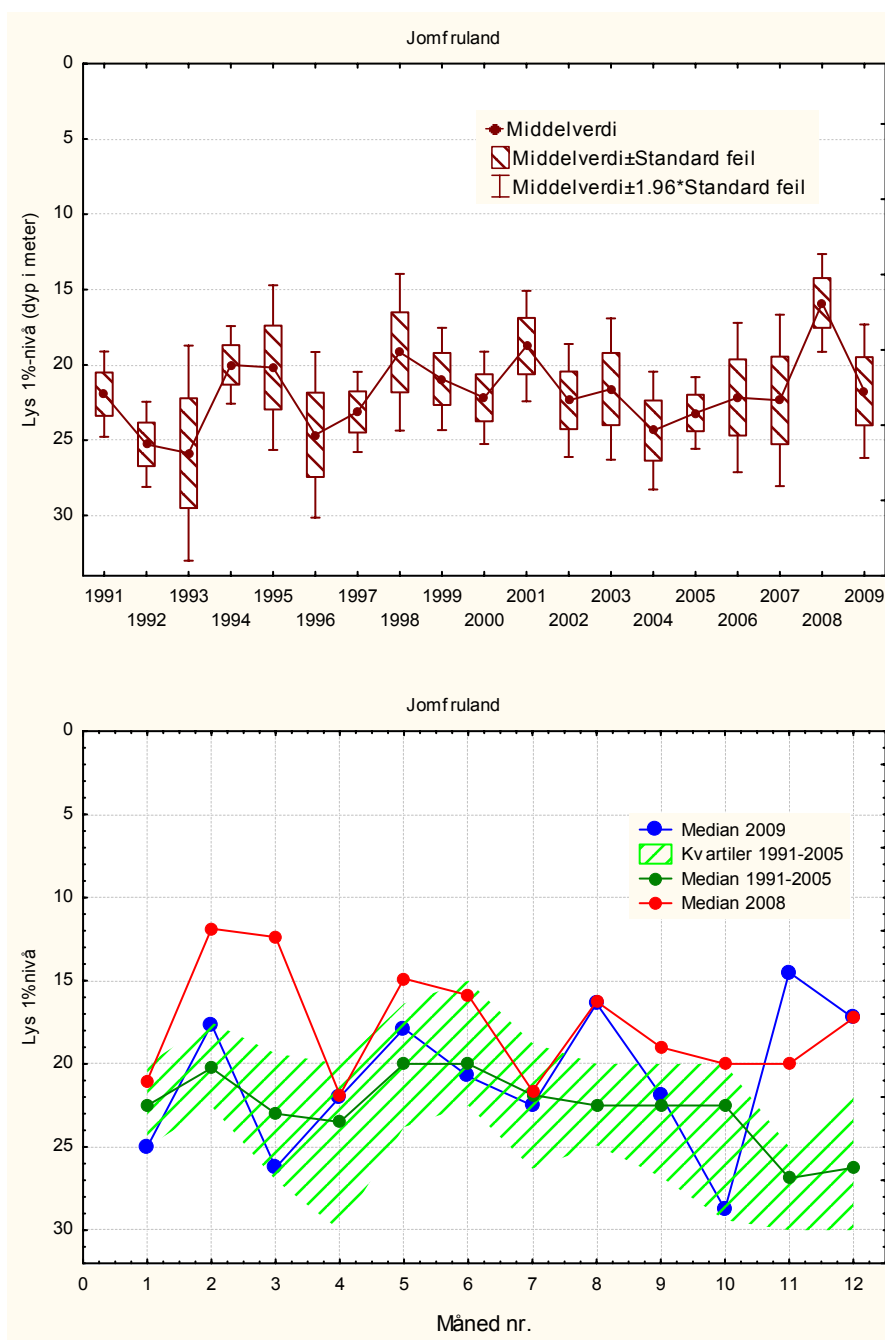 Jomfruland
0
5
10
15
20
25
30
Lys 1%-nivå (dyp i meter)
Middelverdi
Middelverdi±Standard feil
Middelverdi±1.96*Standard feil
1991 1993 1995 1997 1999 2001 2003 2005 2007 2009
1992 1994 1996 1998 2000 2002 2004 2006 2008
Jomfruland
0
5
10
15
20
25
30
Lys 1%nivå
Median 2009
Kvartiler 1991-2005
Median 1991-2005
Median 2008
0 1 2 3 4 5 6 7 8 9 10 11 12
Måned nr.